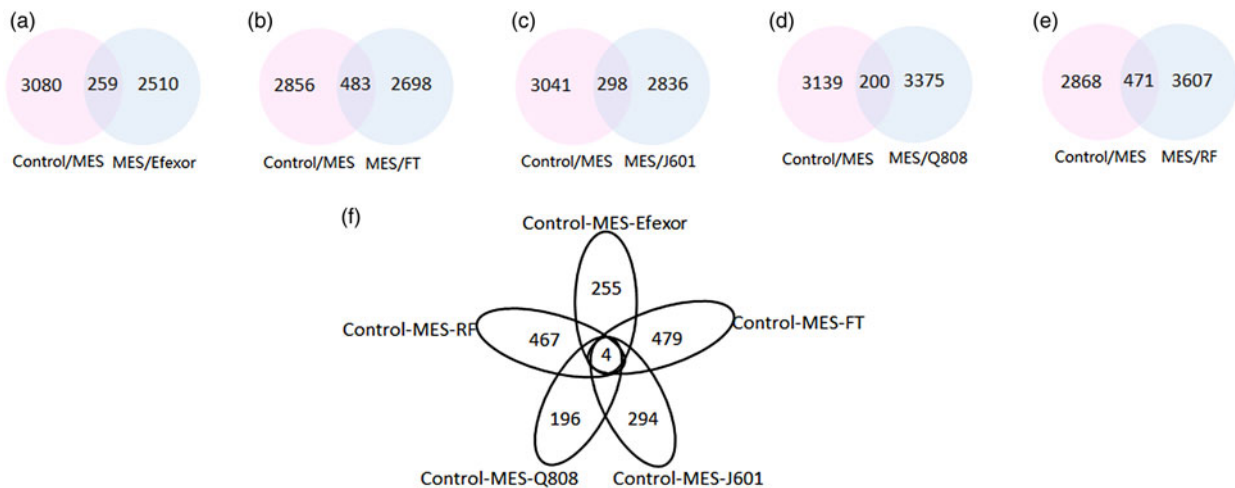 (a)
3080 259 2510
Control/MES MES/Efexor
(b)
2856 483 2698
Control/MES MES/FT
(c)
3041 298 2836
Control/MES MES/J601
(d)
3139 200 3375
Control/MES MES/Q808
(e)
2868 471 3607
Control/MES MES/RF
(f)
Control-MES-Efexor
255
Control-MES-RF
467
4
479
Control-MES-FT
196
294
Control-MES-Q808
Control-MES-J601